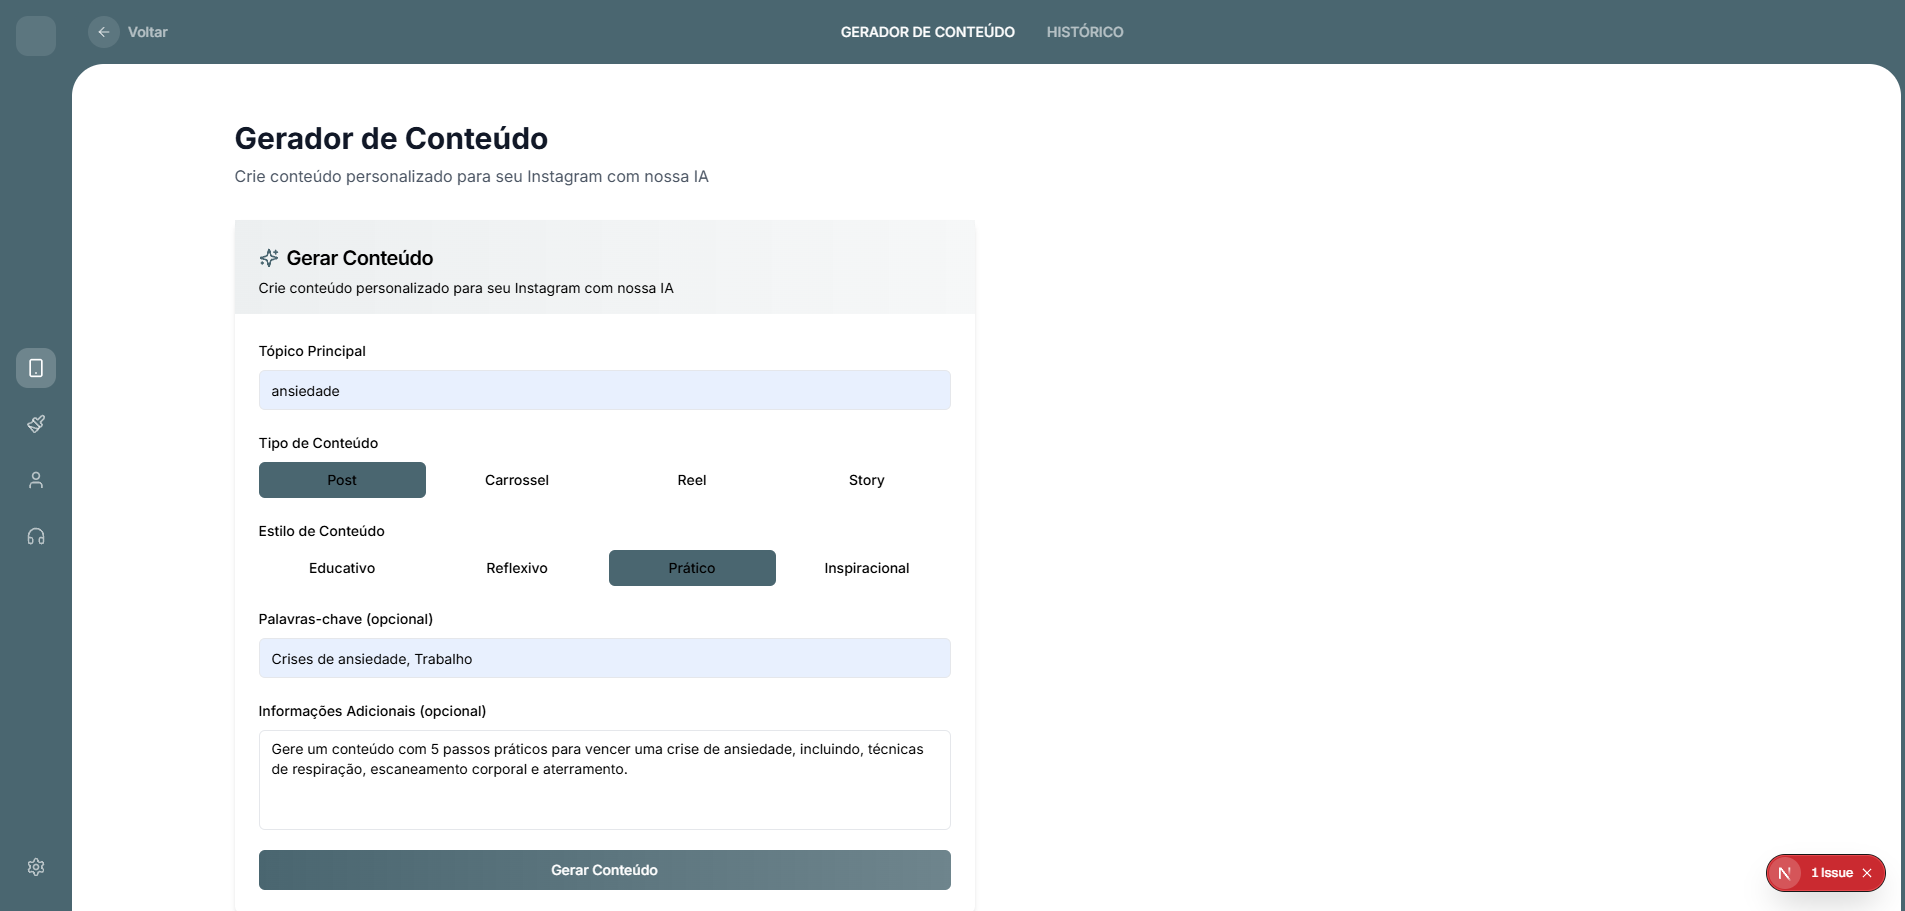 Voltar
GERADOR DE CONTEÚDO
HISTÓRICO
Gerador de Conteúdo
Crie conteúdo personalizado para seu Instagram com nossa IA
Gerar Conteúdo
Crie conteúdo personalizado para seu Instagram com nossa IA
Tópico Principal
ansiedade
Tipo de Conteúdo
Post Carrossel Reel Story
Estilo de Conteúdo
Educativo Reflexivo Prático Inspiracional
Palavras-chave (opcional)
Crises de ansiedade, Trabalho
Informações Adicionais (opcional)
Gere um conteúdo com 5 passos práticos para vencer uma crise de ansiedade, incluindo, técnicas
de respiração, escaneamento corporal e aterramento.
Gerar Conteúdo
N 1 Issue